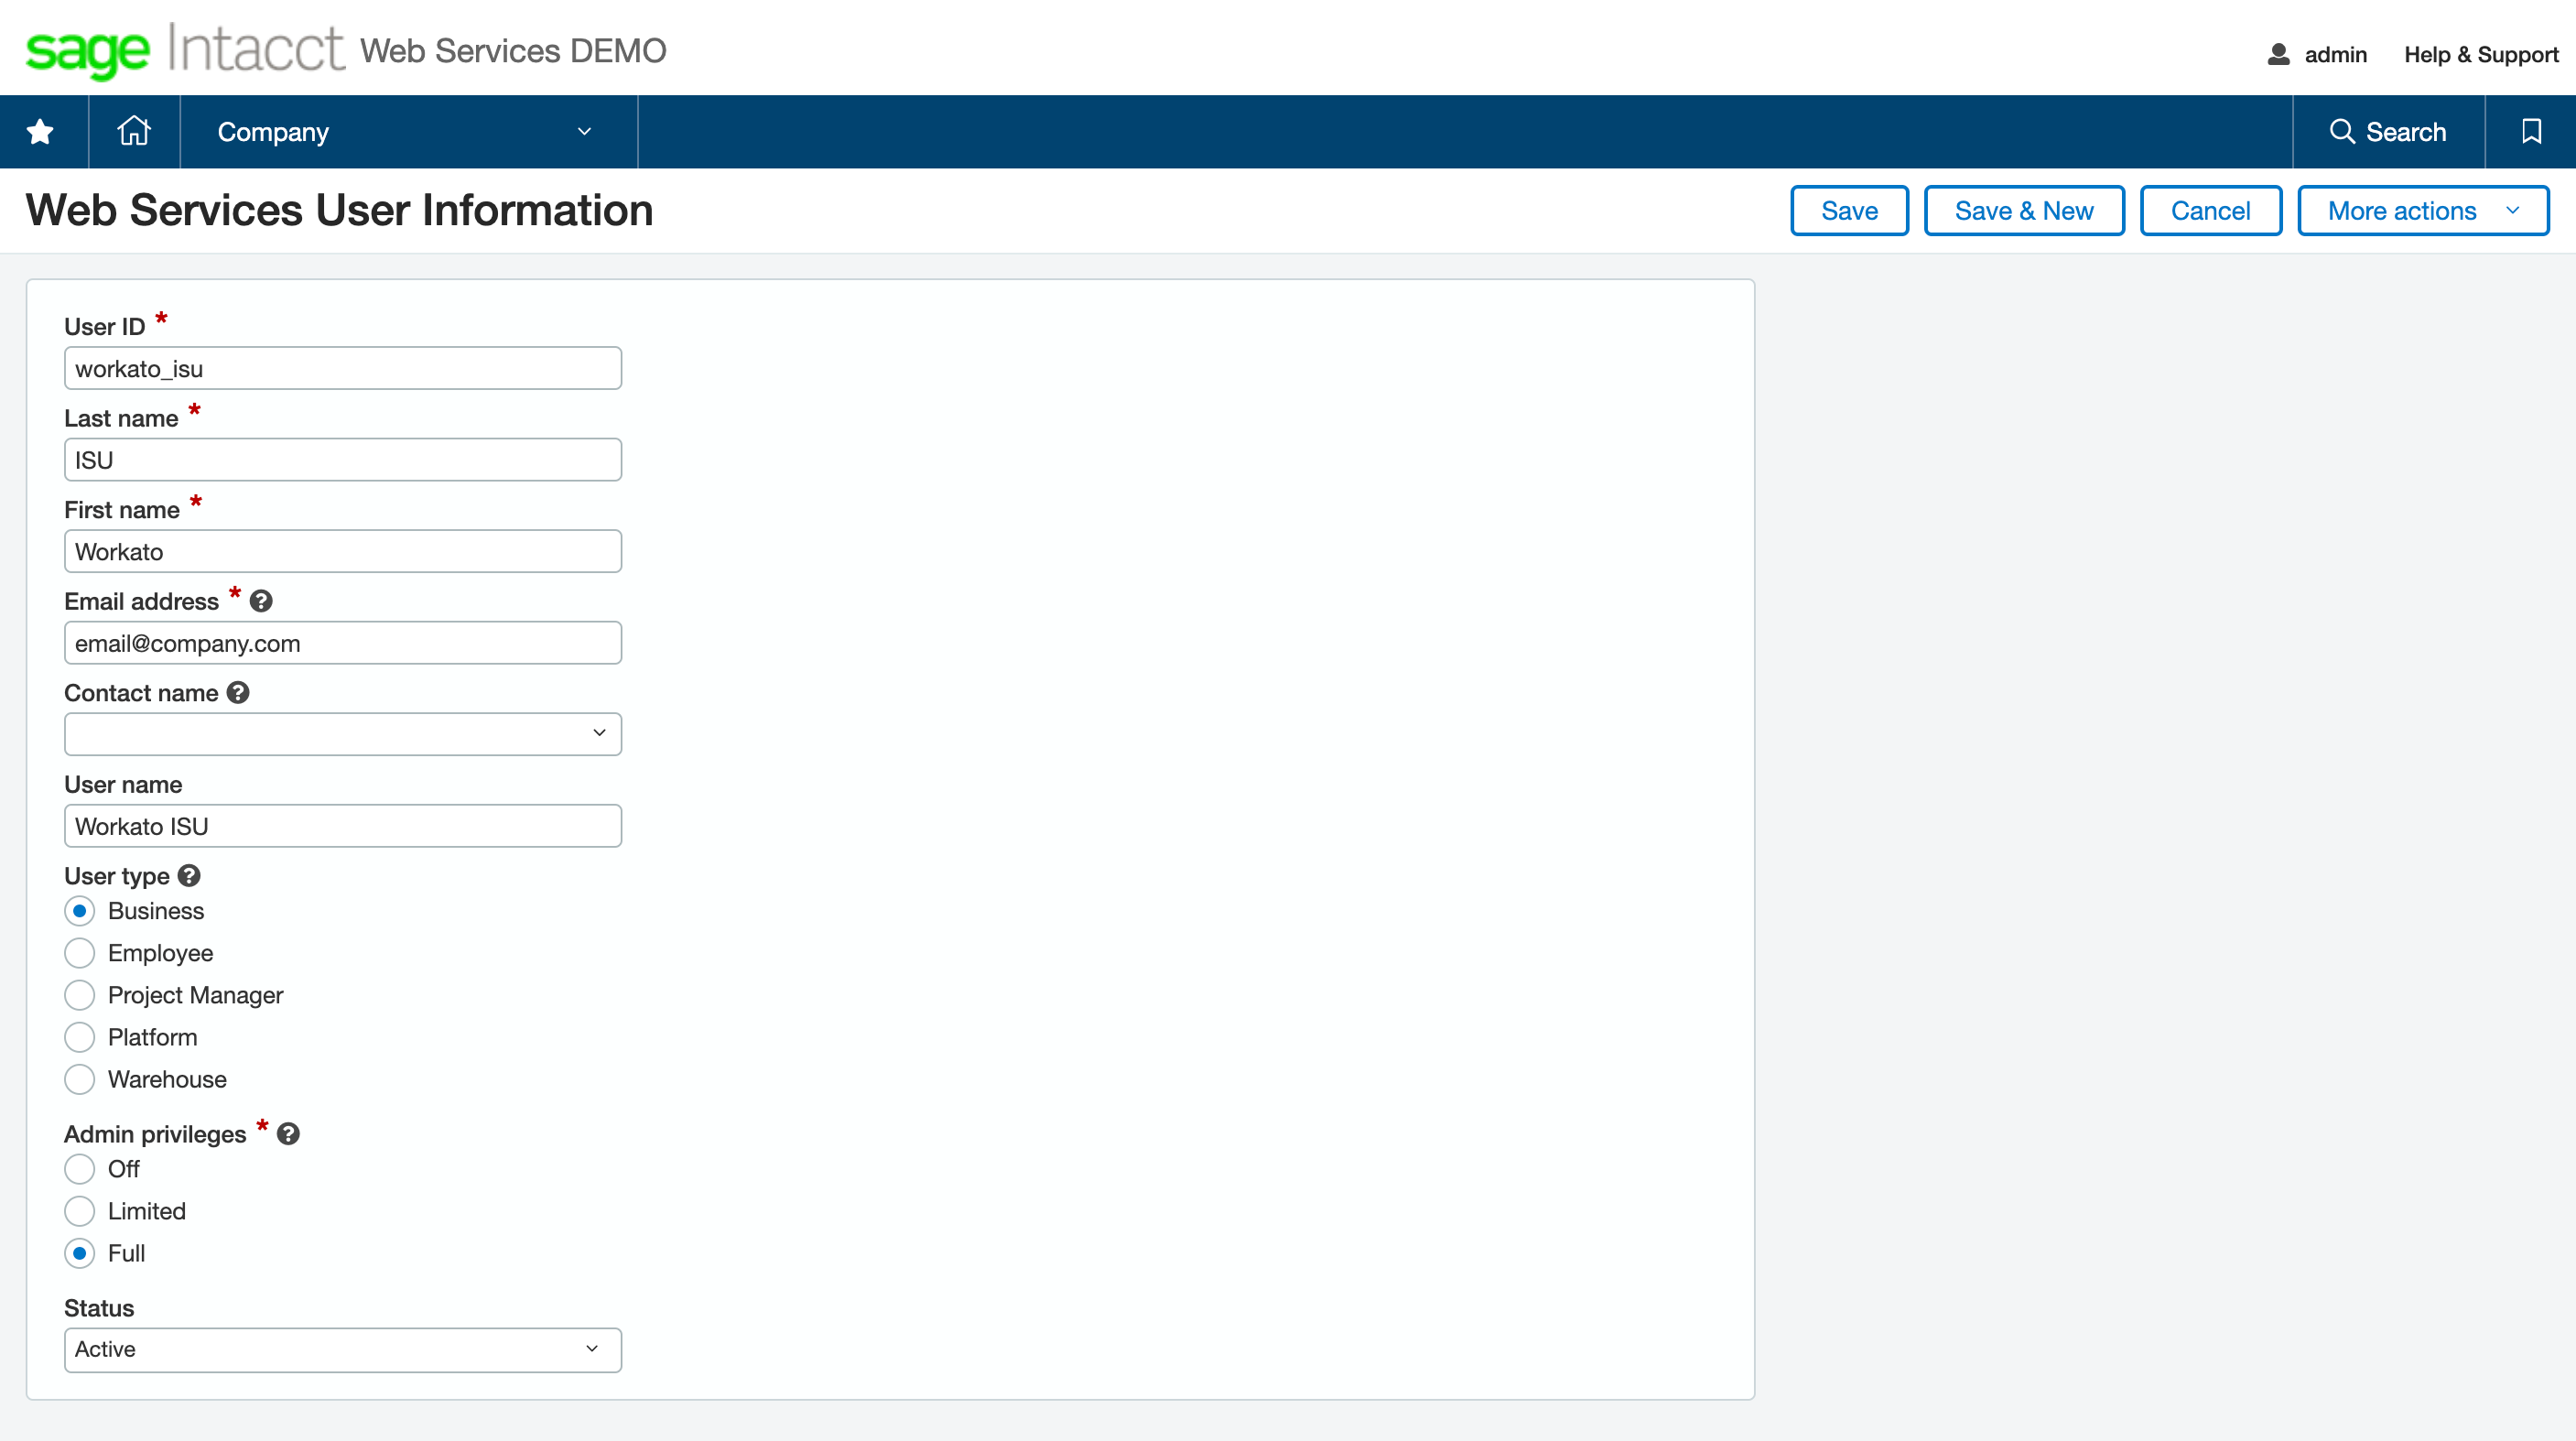 sage Intacct Web Services DEMO
admin Help & Support
Company Search
Web Services User Information Save Save & New Cancel More actions
User ID *
workato_isu
Last name *
ISU
First name *
Workato
Email address * ?
email@company.com
Contact name ?
User name
Workato ISU
User type ?
Business
Employee
Project Manager
Platform
Warehouse
Admin privileges * ?
Off
Limited
Full
Status
Active